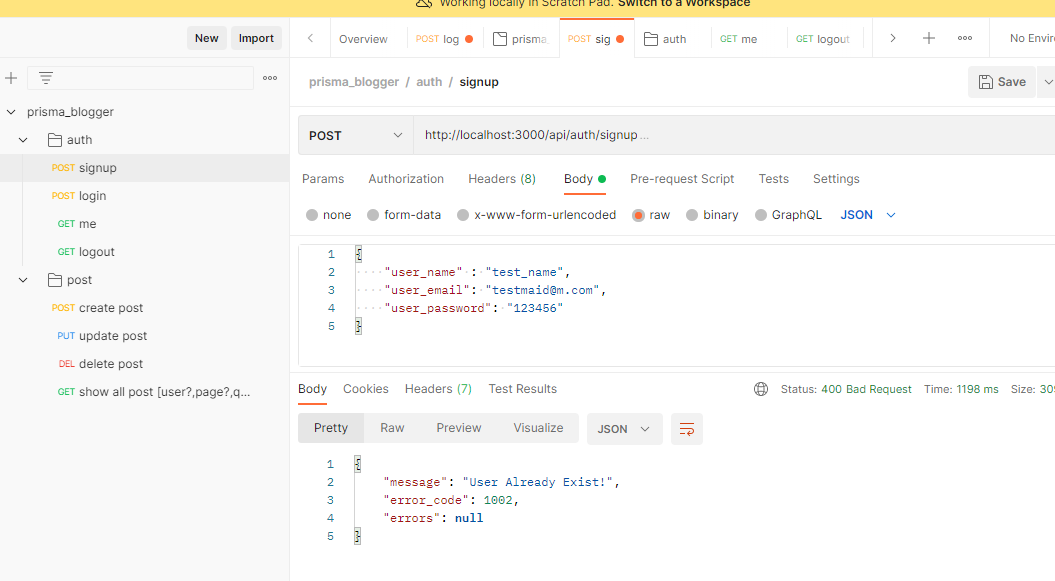 Working locally in Scratch Pad. Switch to a Workspace
New Import
Overview POST log prisma POST sig auth GET me GET logout No Enviro
prisma_blogger / auth / signup Save
prisma_blogger
auth
POST signup
POST login
GET me
GET logout
post
POST create post
PUT update post
DEL delete post
GET show all post [user?,page?,q...
POST http://localhost:3000/api/auth/signup ...
Params Authorization Headers (8) Body Pre-request Script Tests Settings
none form-data x-www-form-urlencoded raw binary GraphQL JSON
1 {
2 "user_name" : "test_name",
3 "user_email": "testmaid@m.com",
4 "user_password": "123456"
5 }
Body Cookies Headers (7) Test Results Status: 400 Bad Request Time: 1198 ms Size: 309
Pretty Raw Preview Visualize JSON
1 {
2 "message": "User Already Exist!",
3 "error_code": 1002,
4 "errors": null
5 }